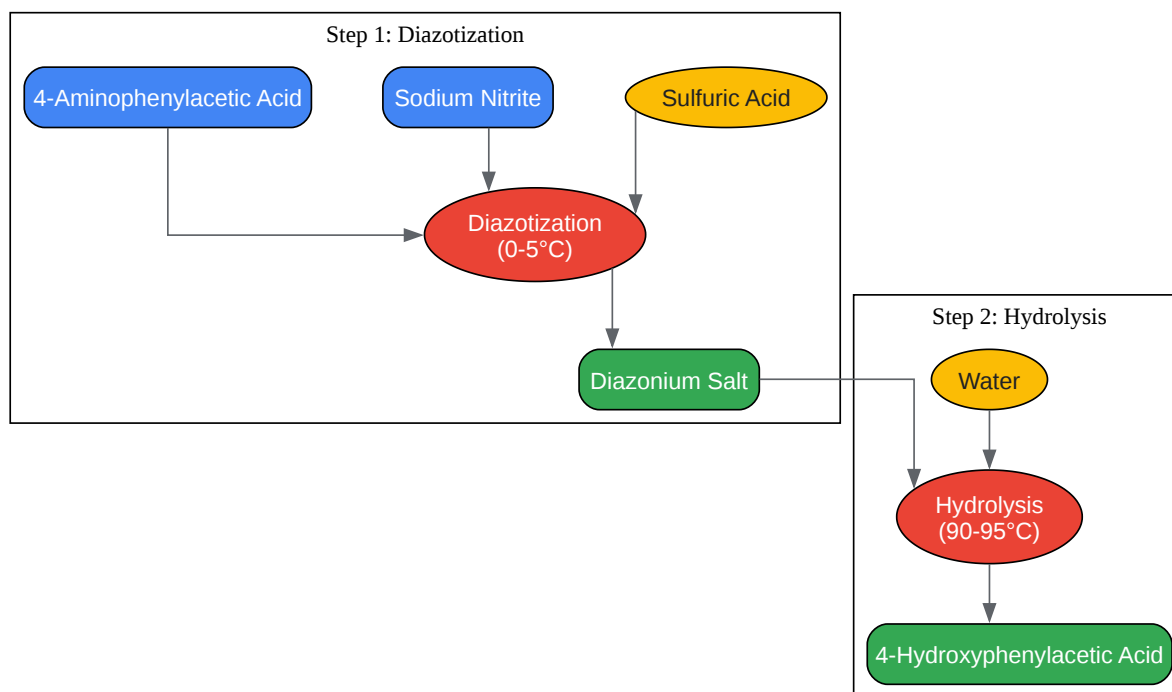 Step 1: Diazotization
4-Aminophenylacetic Acid
Sodium Nitrite
Sulfuric Acid
Diazotization
(0-5°C)
Diazonium Salt
Step 2: Hydrolysis
Water
Hydrolysis
(90-95°C)
4-Hydroxyphenylacetic Acid